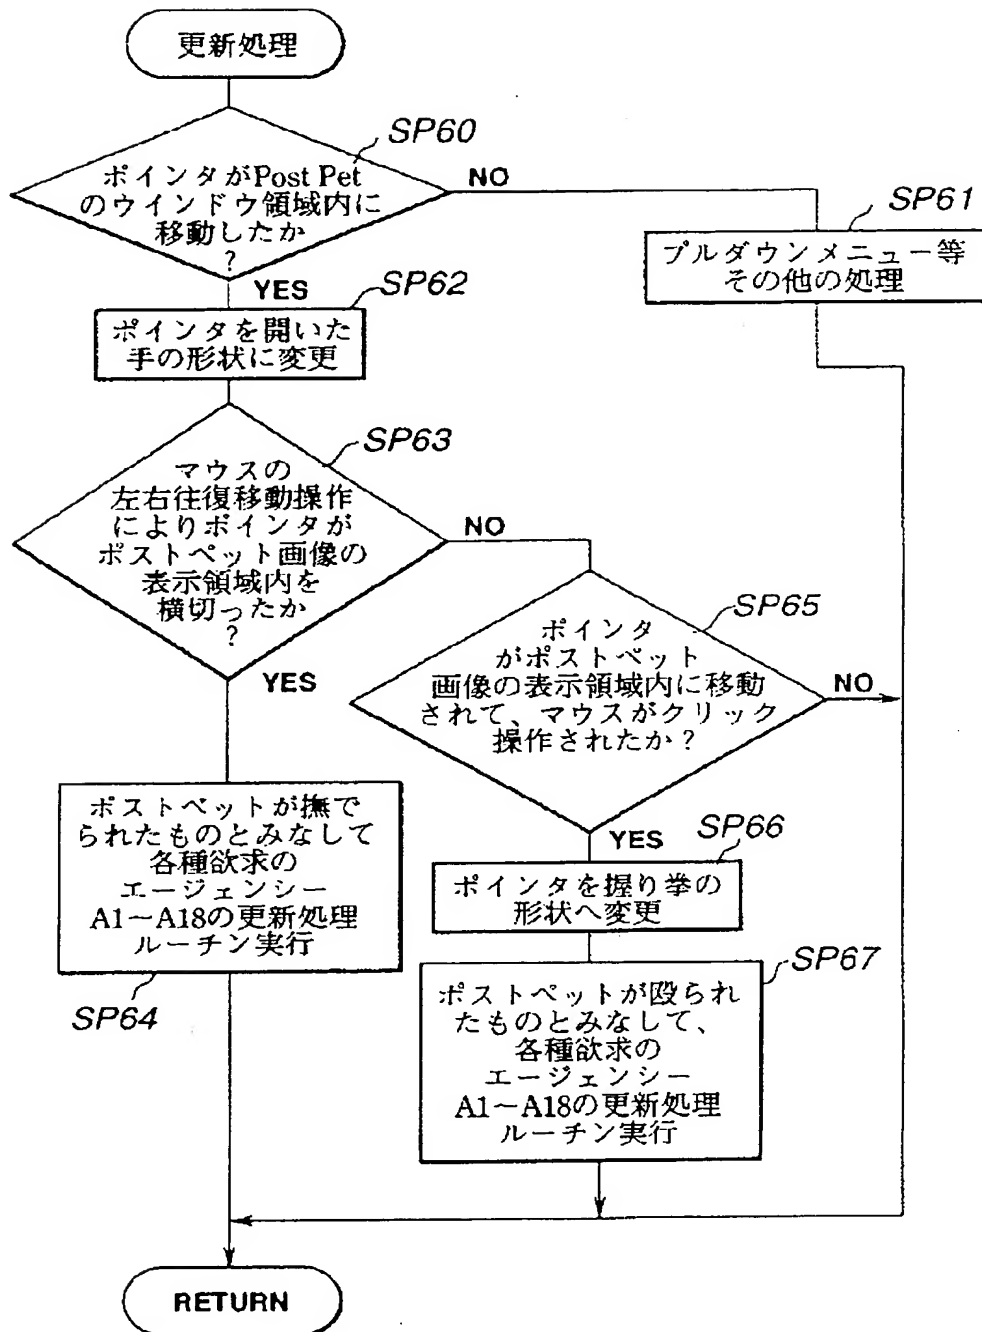 更新処理
SP60
ポインタがPost Pet
のウインドウ領域内に
移動したか
?
NO
SP61
プルダウンメニュー等
その他の処理
YES
SP62
ポインタを開いた
手の形状に変更
SP63
マウスの
左右往復移動操作
によりポインタが
ポストペット画像の
表示領域内を
横切ったか
?
NO
YES
SP65
ポインタ
がポストペット
画像の表示領域内に移動
されて、マウスがクリック
操作されたか?
NO
YES
ポストペットが撫で
られたものとみなして
各種欲求の
エージェンシー
A1〜A18の更新処理
ルーチン実行
SP64
SP66
ポインタを握り拳の
形状へ変更
SP67
ポストペットが殴られ
たものとみなして、
各種欲求の
エージェンシー
A1〜A18の更新処理
ルーチン実行
RETURN